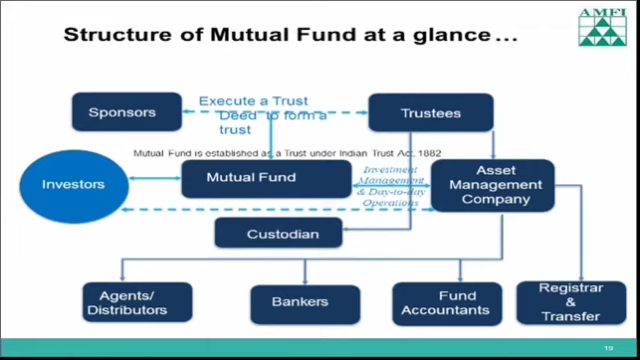 AMFI
Structure of Mutual Fund at a glance...
Sponsors
Execute a Trust
Deed to form a
trust
Trustees
Mutual Fund is established as a Trust under Indian Trust Act, 1882
Investors
Mutual Fund
Investment
Management
& Day-to-day
Operations
Asset
Management
Company
Custodian
Agents/
Distributors
Bankers
Fund
Accountants
Registrar
&
Transfer
19